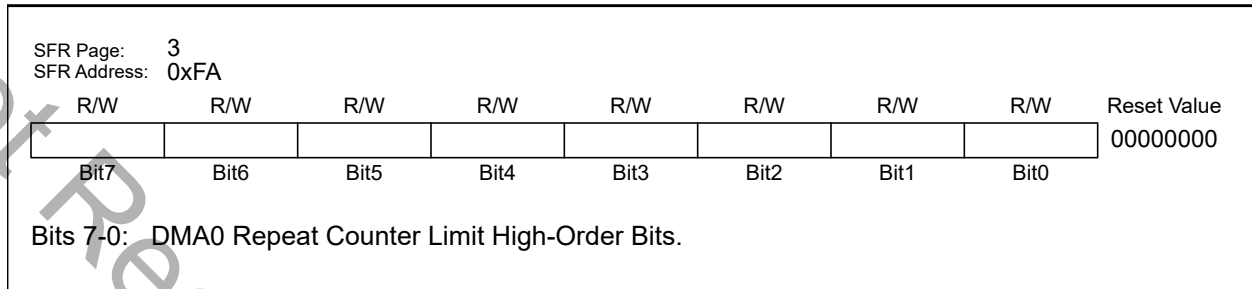 SFR Page: 3
SFR Address: 0xFA
R/W R/W R/W R/W R/W R/W R/W R/W Reset Value
00000000
Bit7 Bit6 Bit5 Bit4 Bit3 Bit2 Bit1 Bit0
Bits 7-0: DMA0 Repeat Counter Limit High-Order Bits.